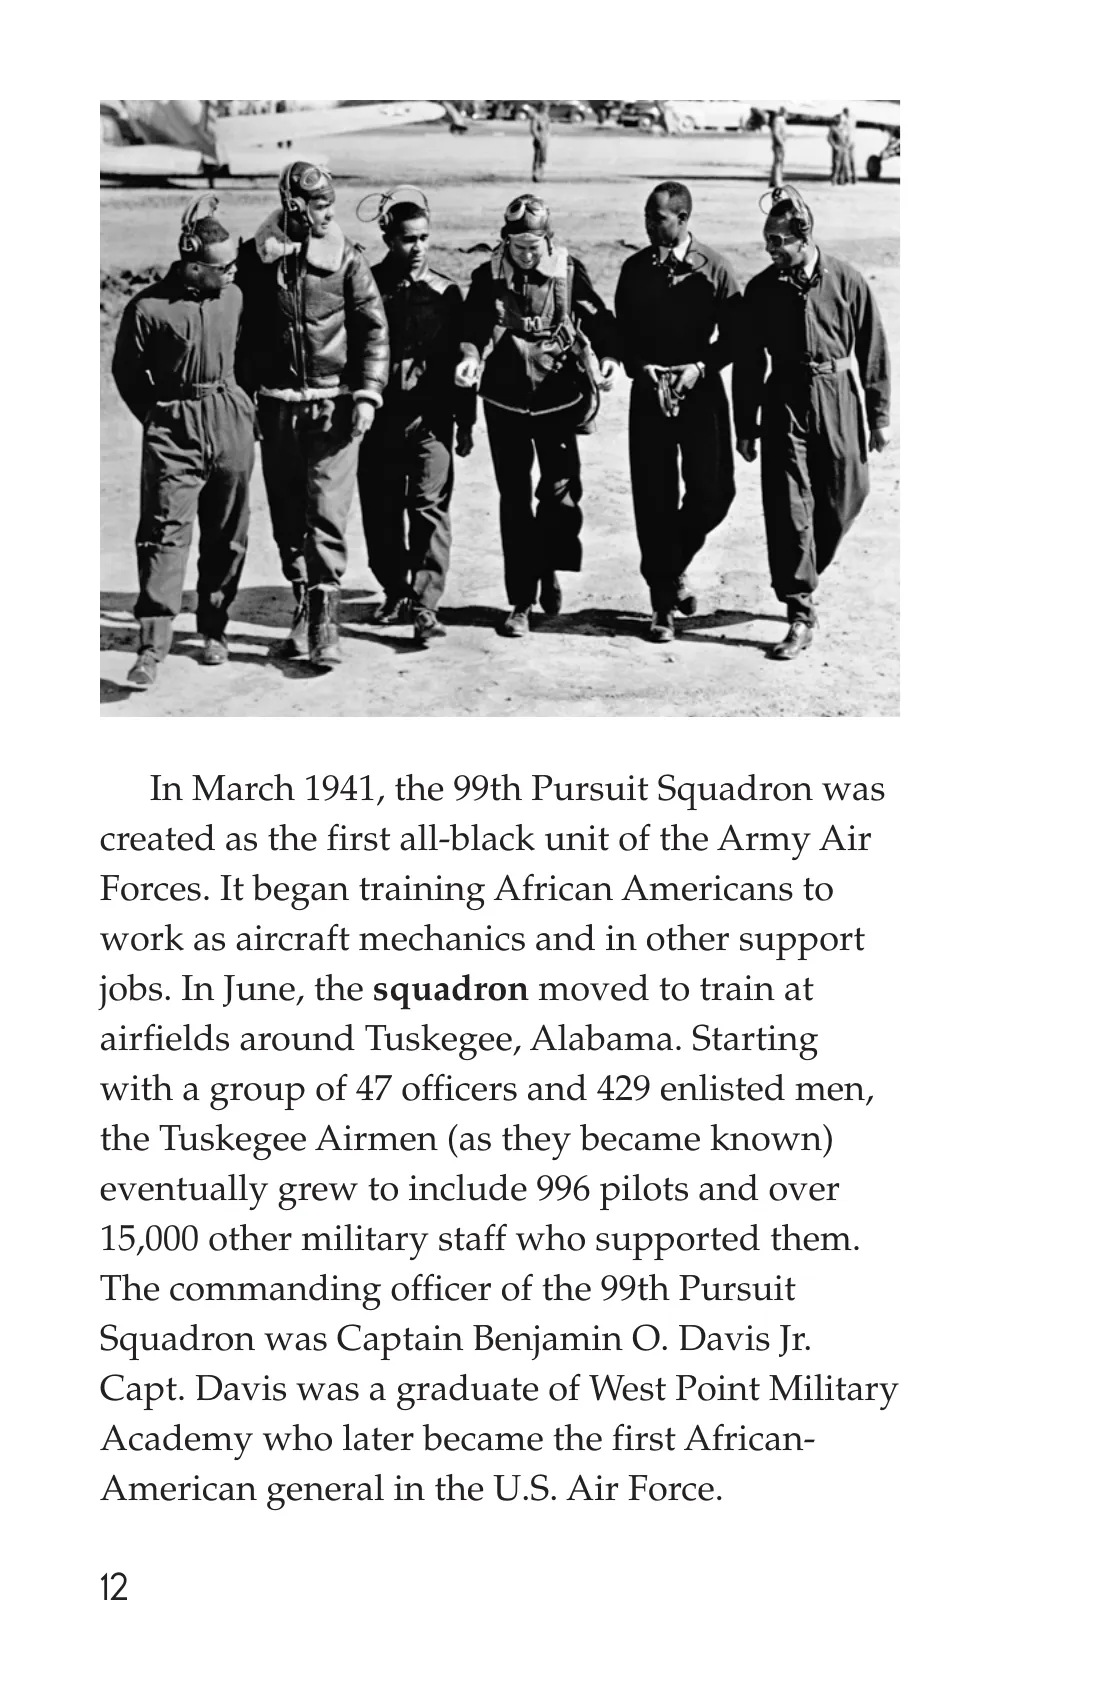 In March 1941, the 99th Pursuit Squadron was
created as the first all-black unit of the Army Air
Forces. It began training African Americans to
work as aircraft mechanics and in other support
jobs. In June, the squadron moved to train at
airfields around Tuskegee, Alabama. Starting
with a group of 47 officers and 429 enlisted men,
the Tuskegee Airmen (as they became known)
eventually grew to include 996 pilots and over
15,000 other military staff who supported them.
The commanding officer of the 99th Pursuit
Squadron was Captain Benjamin O. Davis Jr.
Capt. Davis was a graduate of West Point Military
Academy who later became the first African-
American general in the U.S. Air Force.
12